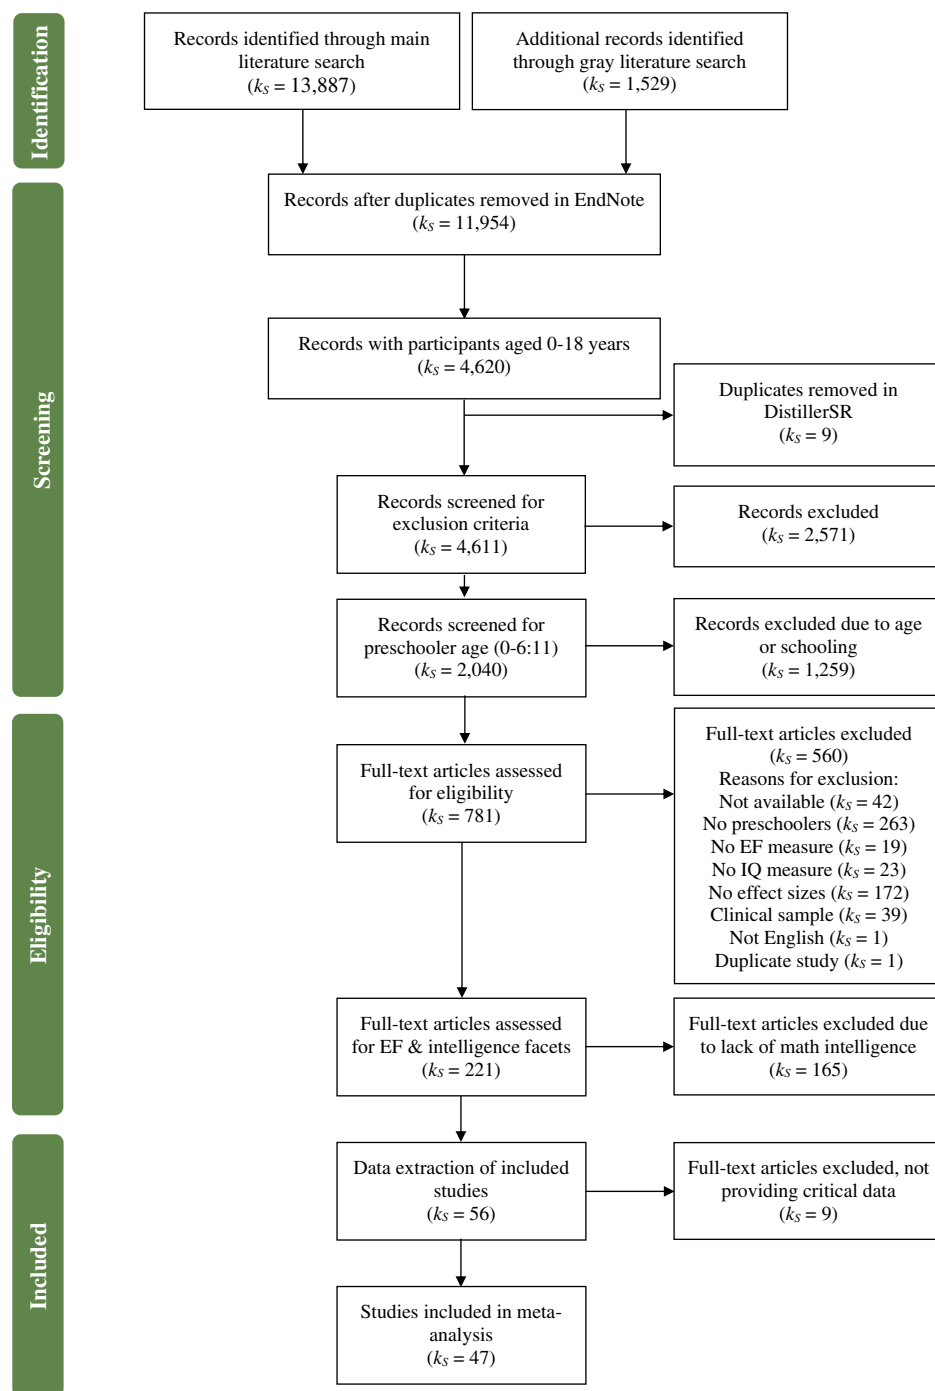 Identification
Records identified through main
literature search
(kS = 13,887)
Additional records identified
through gray literature search
(kS = 1,529)
Screening
Records after duplicates removed in EndNote
(kS = 11,954)
Records with participants aged 0-18 years
(kS = 4,620)
Duplicates removed in
DistillerSR
(kS = 9)
Records screened for
exclusion criteria
(kS = 4,611)
Records excluded
(kS = 2,571)
Records screened for
preschooler age (0-6:11)
(kS = 2,040)
Records excluded due to age
or schooling
(kS = 1,259)
Eligibility
Full-text articles assessed
for eligibility
(kS = 781)
Full-text articles excluded
(kS = 560)
Reasons for exclusion:
Not available (kS = 42)
No preschoolers (kS = 263)
No EF measure (kS = 19)
No IQ measure (kS = 23)
No effect sizes (kS = 172)
Clinical sample (kS = 39)
Not English (kS = 1)
Duplicate study (kS = 1)
Full-text articles assessed
for EF & intelligence facets
(kS = 221)
Full-text articles excluded due
to lack of math intelligence
(kS = 165)
Included
Data extraction of included
studies
(kS = 56)
Full-text articles excluded, not
providing critical data
(kS = 9)
Studies included in meta-
analysis
(kS = 47)